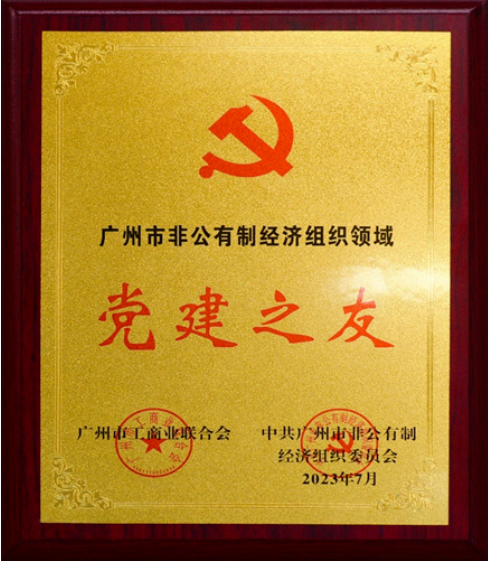 广州市非公有制经济组织领域
党建之友
广州市工商业联合会
中共广州市非公有制
经济组织委员会
2023年7月